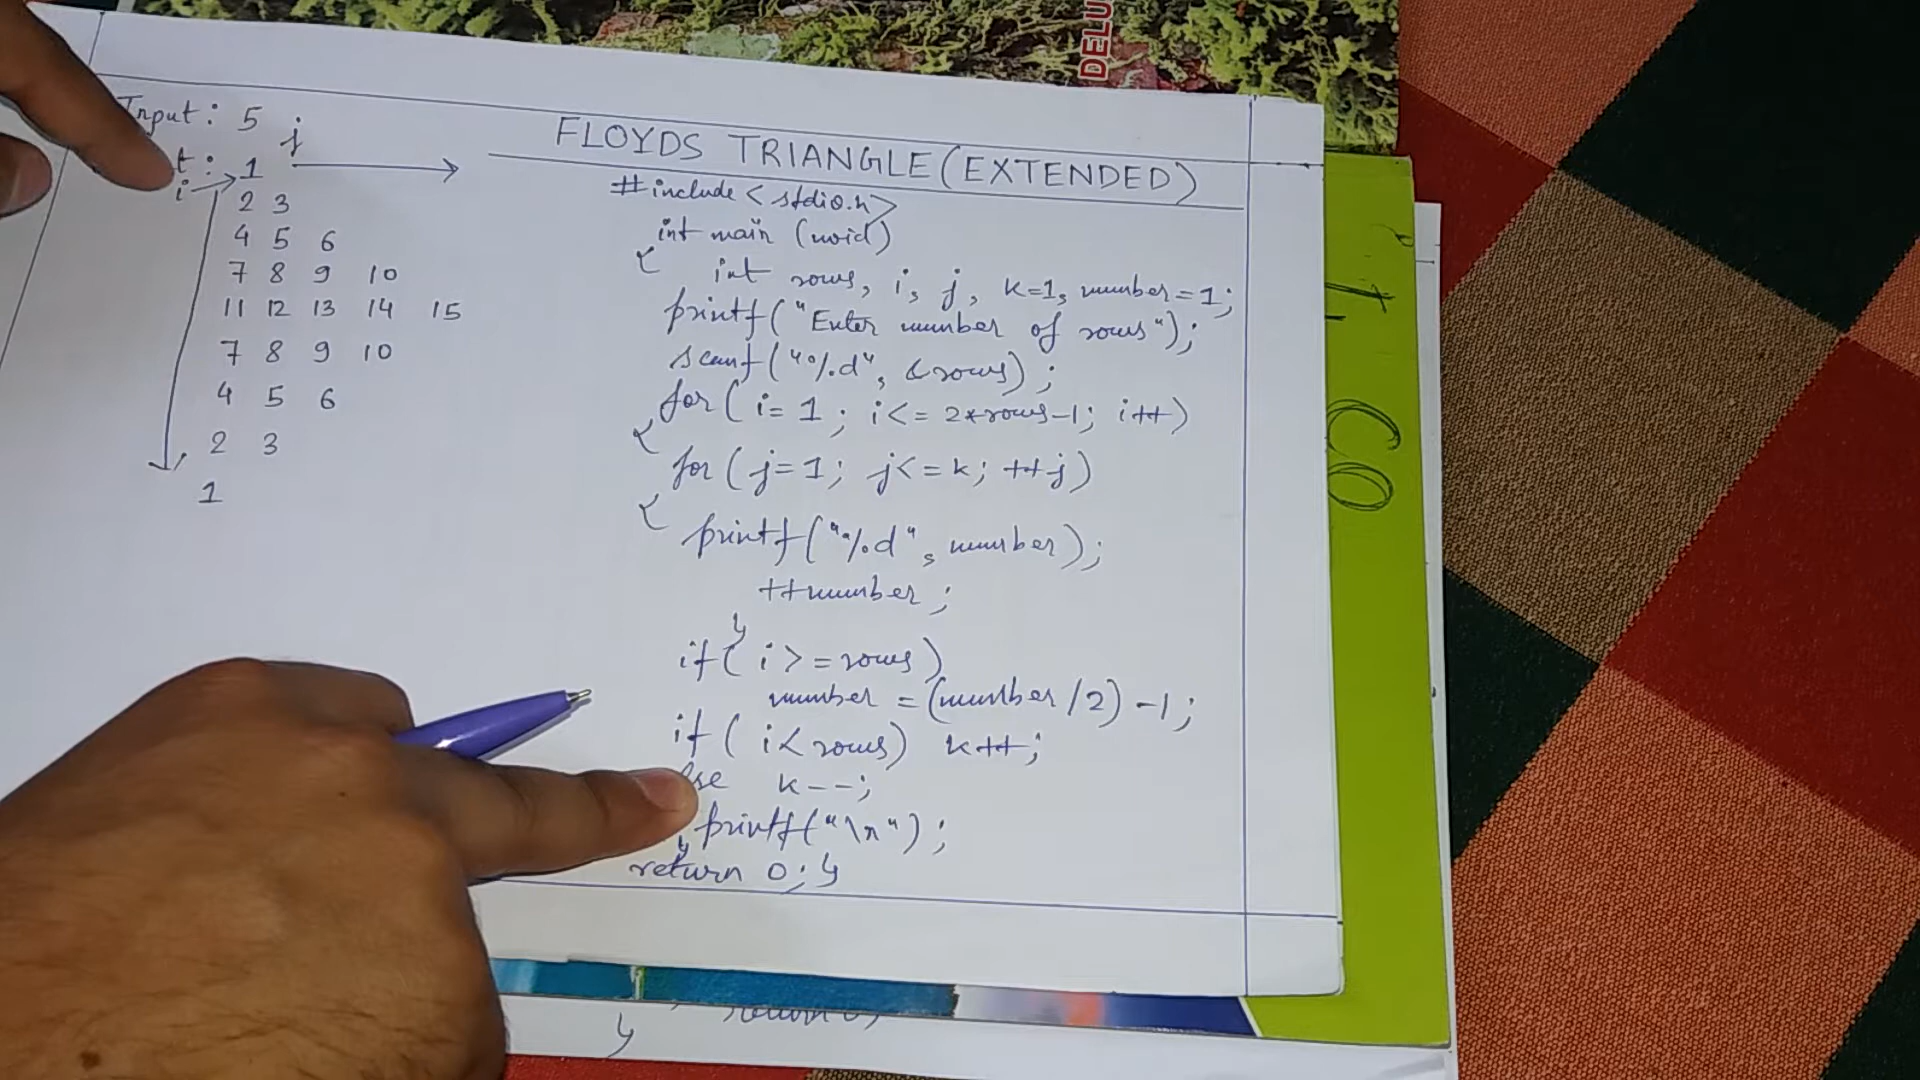 Input: 5
j
t: 1
i
2 3
4 5 6
7 8 9 10
11 12 13 14 15
7 8 9 10
4 5 6
2 3
1
FLOYDS TRIANGLE (EXTENDED)
#include <stdio.h>
int main (void)
{
int rows, i, j, k=1, number=1;
printf("Enter number of rows");
scanf("%d", &rows);
for( i=1; i<=2*rows-1; i++)
{
for( j=1; j<=k; ++j)
{
printf("%d", number);
++number;
}
if( i>=rows)
number = (number/2)-1;
if( i<rows) k++;
lse k--;
printf("\n");
}
return 0; }
DELU
CO
}